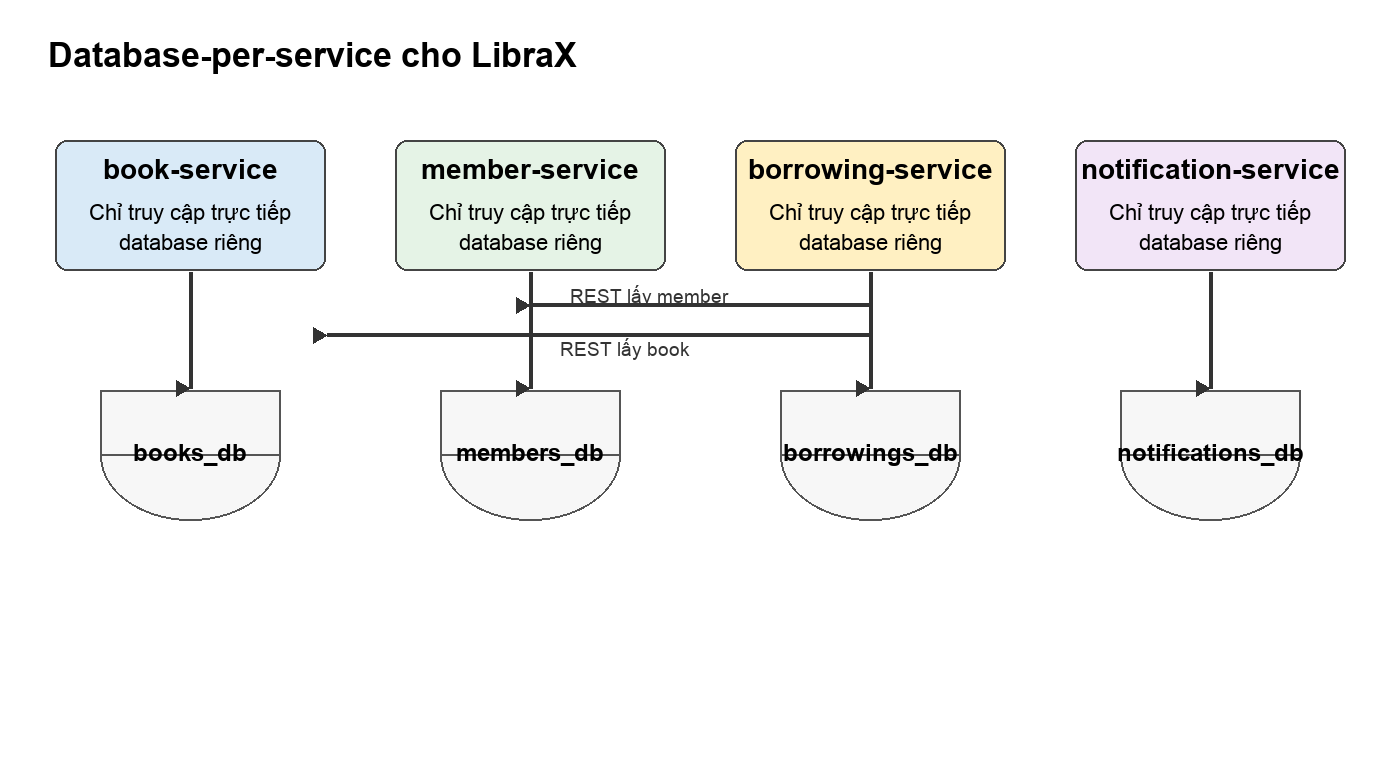 Database-per-service cho LibraX
book-service
Chỉ truy cập trực tiếp
database riêng
member-service
Chỉ truy cập trực tiếp
database riêng
borrowing-service
Chỉ truy cập trực tiếp
database riêng
notification-service
Chỉ truy cập trực tiếp
database riêng
REST lấy member
REST lấy book
books_db
members_db
borrowings_db
notifications_db